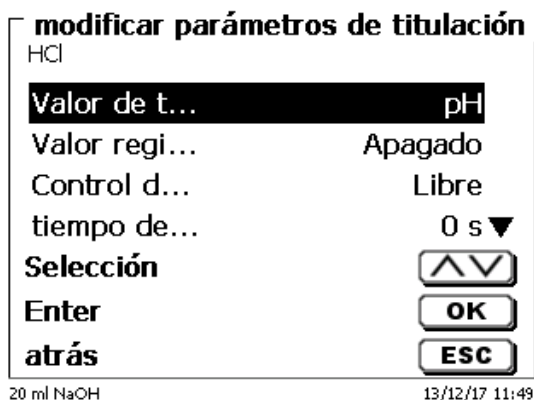 modificar parámetros de titulación
HCl
Valor de t... pH
Valor regi... Apagado
Control d... Libre
tiempo de... 0 s
Selección
Enter OK
atrás ESC
20 ml NaOH 13/12/17 11:49